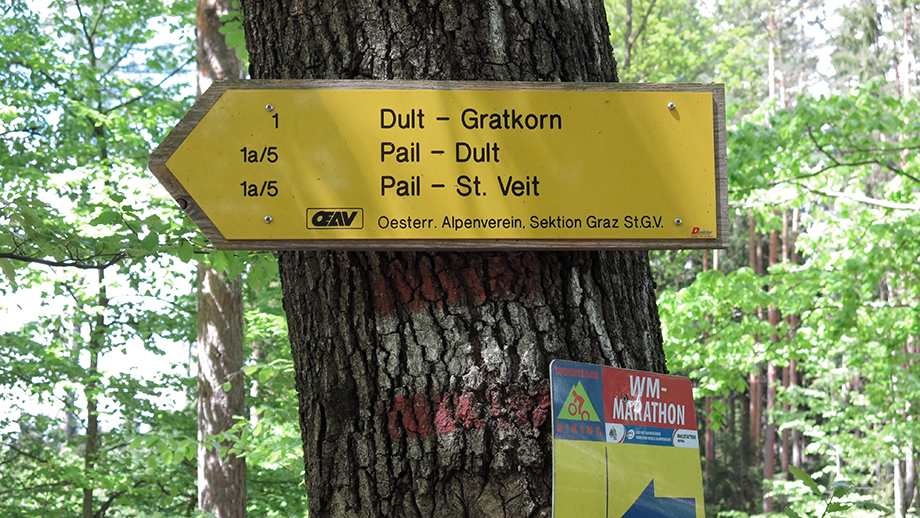 1 Dult – Gratkorn
1a/5 Pail – Dult
1a/5 Pail – St. Veit
OEAV Oesterr. Alpenverein, Sektion Graz St.G.V.
MOUNTAIN
BIKING
WM-
MARATHON